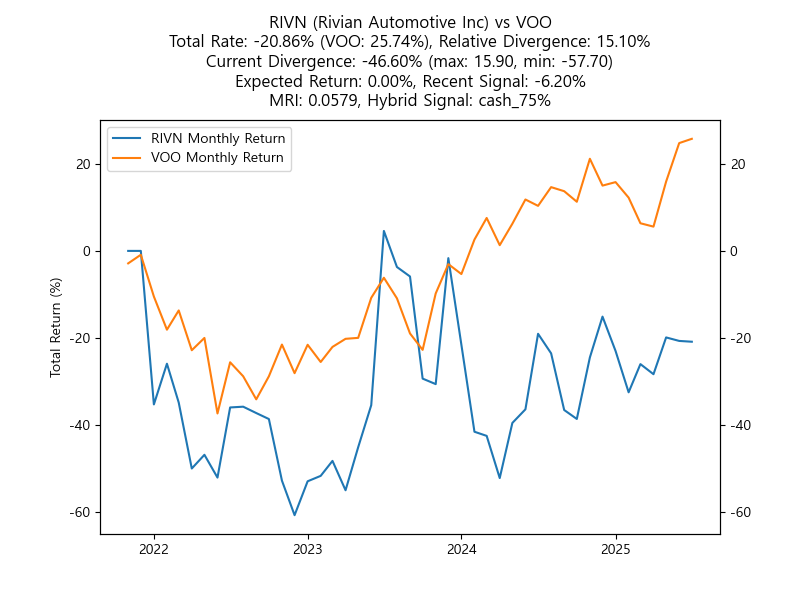 RIVN (Rivian Automotive Inc) vs VOO
Total Rate: -20.86% (VOO: 25.74%), Relative Divergence: 15.10%
Current Divergence: -46.60% (max: 15.90, min: -57.70)
Expected Return: 0.00%, Recent Signal: -6.20%
MRI: 0.0579, Hybrid Signal: cash_75%
RIVN Monthly Return
VOO Monthly Return
20
0
-20
-40
-60
Total Return (%)
20
0
-20
-40
-60
2022
2023
2024
2025